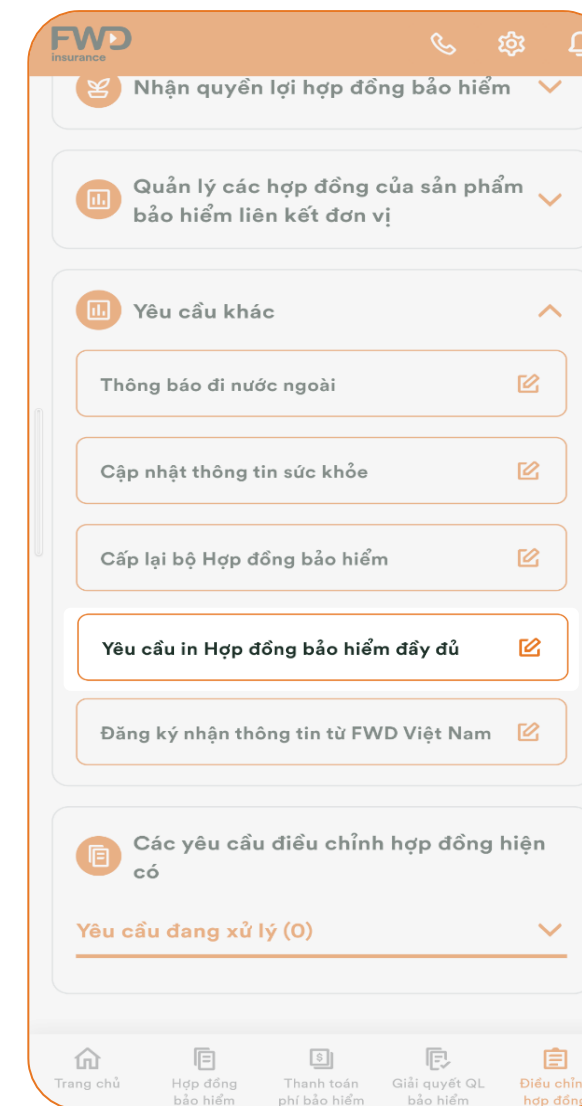 FWD
insurance
Nhận quyền lợi hợp đồng bảo hiểm
Quản lý các hợp đồng của sản phẩm
bảo hiểm liên kết đơn vị
Yêu cầu khác
Thông báo đi nước ngoài
Cập nhật thông tin sức khỏe
Cấp lại bộ Hợp đồng bảo hiểm
Yêu cầu in Hợp đồng bảo hiểm đầy đủ
Đăng ký nhận thông tin từ FWD Việt Nam
Các yêu cầu điều chỉnh hợp đồng hiện
có
Yêu cầu đang xử lý (0)
Trang chủ
Hợp đồng
bảo hiểm
Thanh toán
phí bảo hiểm
Giải quyết QL
bảo hiểm
Điều chỉn
hợp đồng